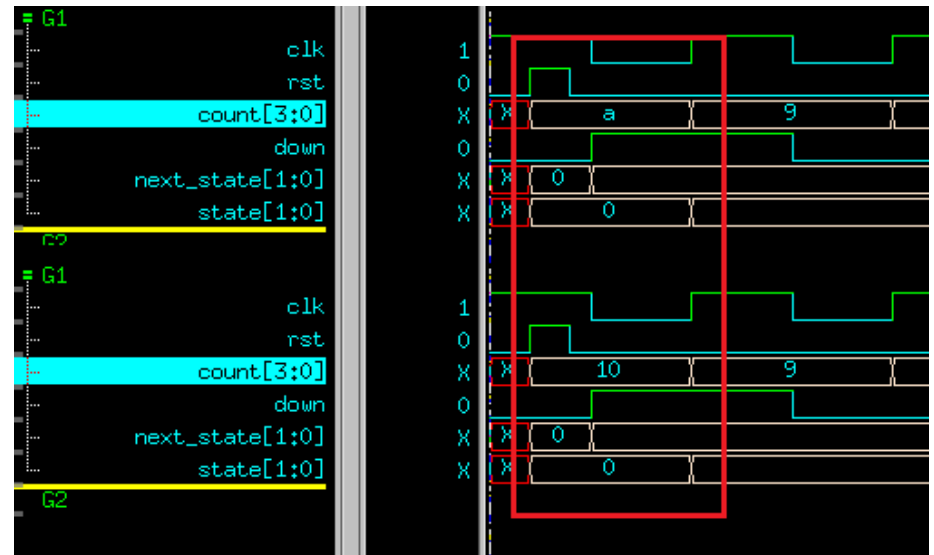 G1
clk 1
rst 0
count[3:0] X X a 9
down 0
next_state[1:0] X X 0
state[1:0] X X 0
G2
G1
clk 1
rst 0
count[3:0] X X 10 9
down 0
next_state[1:0] X X 0
state[1:0] X X 0
G2